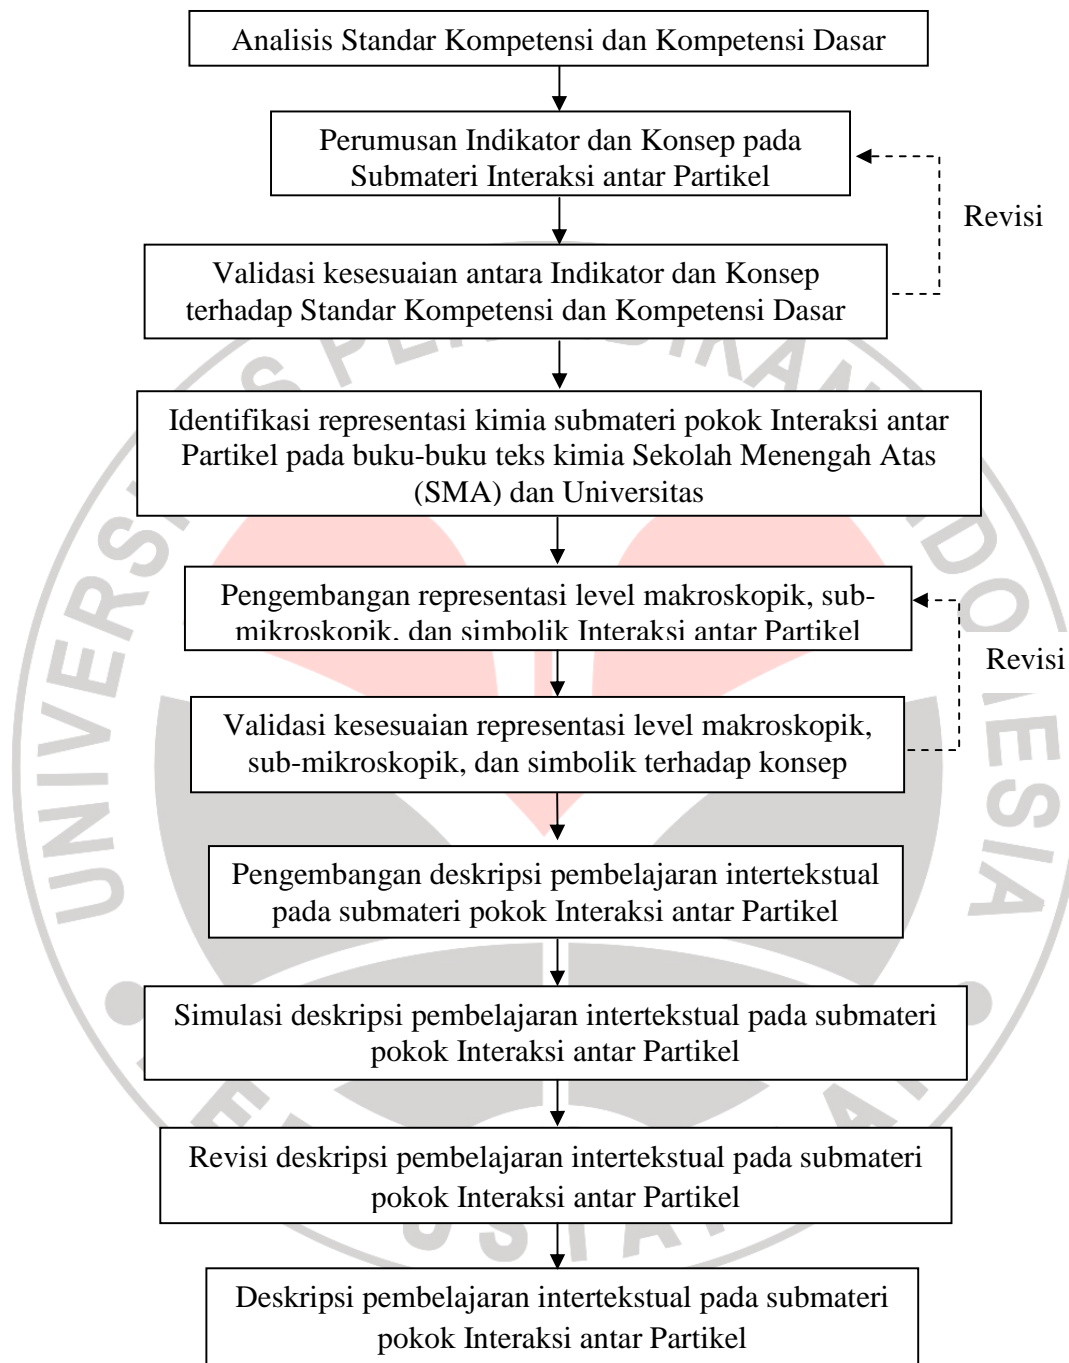 Analisis Standar Kompetensi dan Kompetensi Dasar
Perumusan Indikator dan Konsep pada
Submateri Interaksi antar Partikel
Revisi
Validasi kesesuaian antara Indikator dan Konsep
terhadap Standar Kompetensi dan Kompetensi Dasar
Identifikasi representasi kimia submateri pokok Interaksi antar
Partikel pada buku-buku teks kimia Sekolah Menengah Atas
(SMA) dan Universitas
Pengembangan representasi level makroskopik, sub-
mikroskopik, dan simbolik Interaksi antar Partikel
Revisi
Validasi kesesuaian representasi level makroskopik,
sub-mikroskopik, dan simbolik terhadap konsep
Pengembangan deskripsi pembelajaran intertekstual
pada submateri pokok Interaksi antar Partikel
Simulasi deskripsi pembelajaran intertekstual pada submateri
pokok Interaksi antar Partikel
Revisi deskripsi pembelajaran intertekstual pada submateri
pokok Interaksi antar Partikel
Deskripsi pembelajaran intertekstual pada submateri
pokok Interaksi antar Partikel